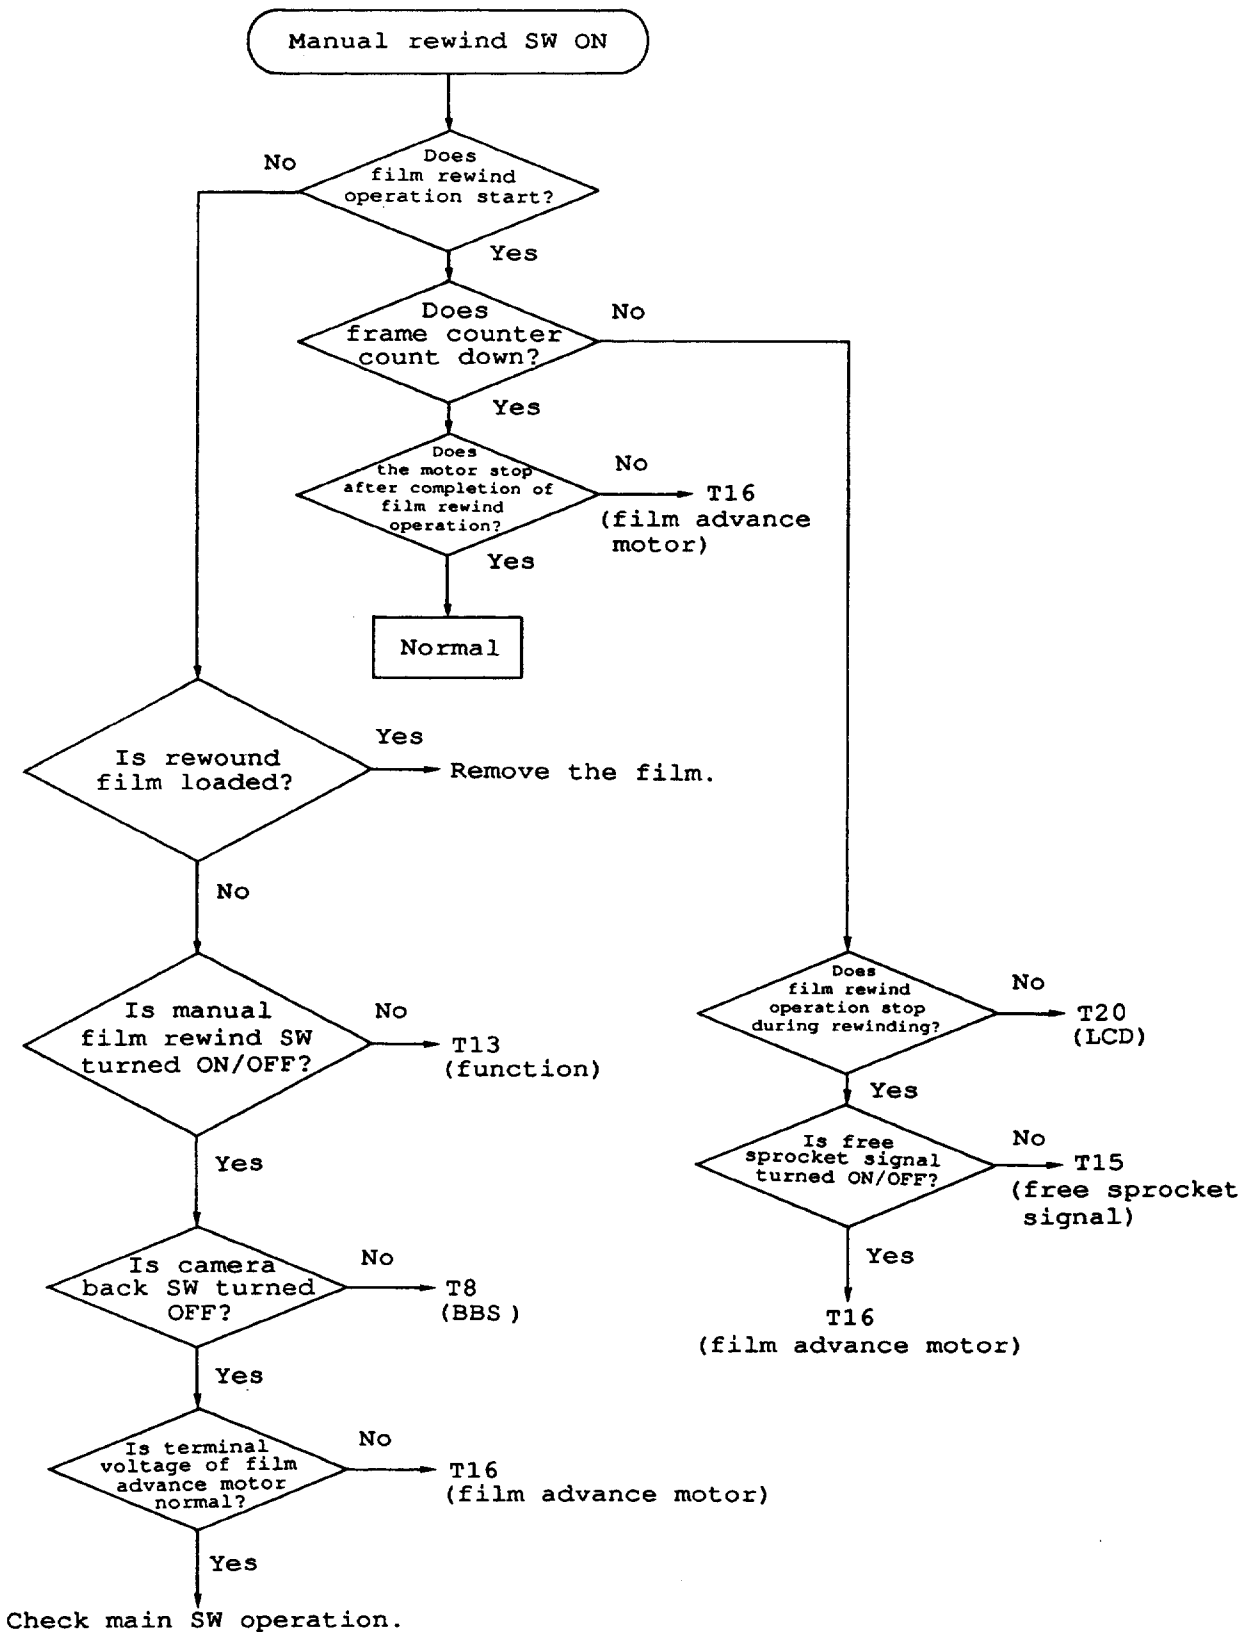 Manual rewind SW ON
Does
film rewind
operation start?
No
Yes
Does
frame counter
count down?
No
Yes
Does
the motor stop
after completion of
film rewind
operation?
No
T16
(film advance
motor)
Yes
Normal
Is rewound
film loaded?
Yes
Remove the film.
No
Is manual
film rewind SW
turned ON/OFF?
No
T13
(function)
Yes
Is camera
back SW turned
OFF?
No
T8
(BBS )
Yes
Is terminal
voltage of film
advance motor
normal?
No
T16
(film advance motor)
Yes
Check main SW operation.
Does
film rewind
operation stop
during rewinding?
No
T20
(LCD)
Yes
Is free
sprocket signal
turned ON/OFF?
No
T15
(free sprocket
signal)
Yes
T16
(film advance motor)